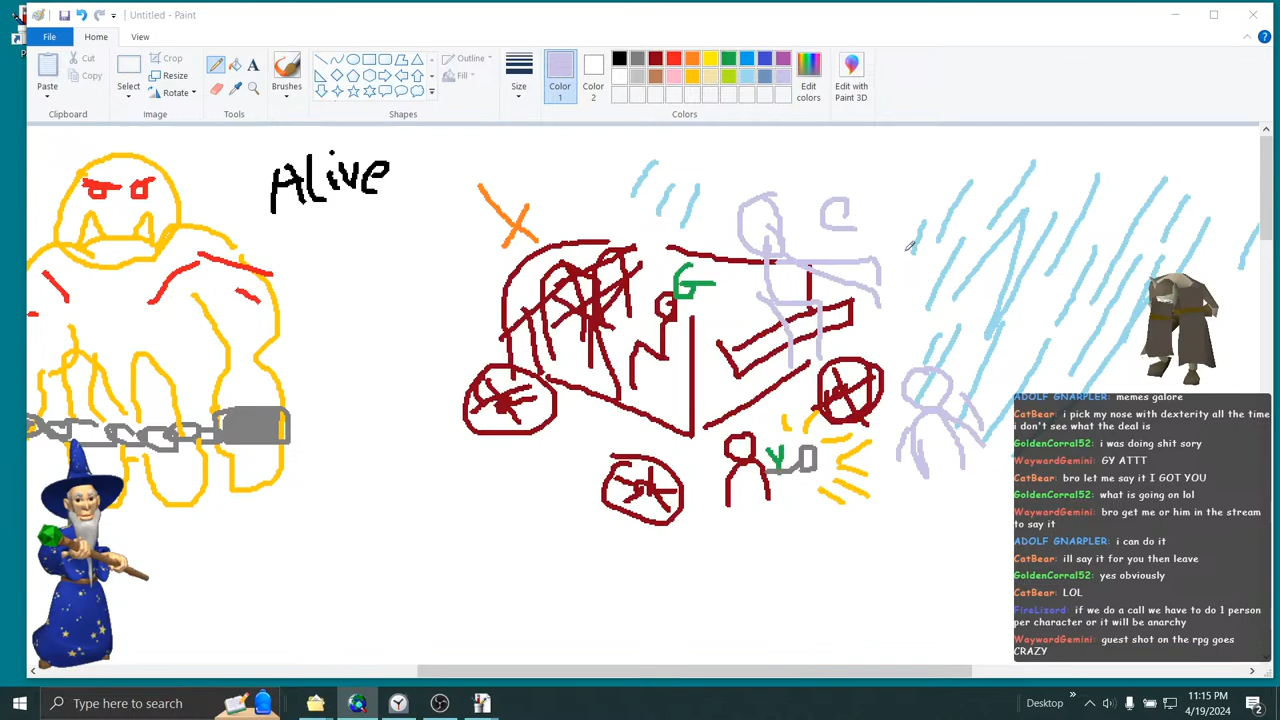 Untitled - Paint
File
Home
View
Paste
Cut
Copy
Clipboard
Select
Crop
Resize
Rotate
Image
Tools
Brushes
Shapes
Outline
Fill
Size
Color
1
Color
2
Colors
Edit
colors
Edit with
Paint 3D
Alive
C
G
Y
ADOLF GNARPLER: memes galore
CatBear: i pick my nose with dexterity all the time
i don't see what the deal is
GoldenCorral52: i was doing shit sory
WaywardGemini: GY ATTT
CatBear: bro let me say it I GOT YOU
GoldenCorral52: what is going on lol
WaywardGemini: bro get me or him in the stream
to say it
ADOLF GNARPLER: i can do it
CatBear: ill say it for you then leave
GoldenCorral52: yes obviously
CatBear: LOL
FireLizord: if we do a call we have to do 1 person
per character or it will be anarchy
WaywardGemini: guest shot on the rpg goes
CRAZY
Type here to search
Desktop
11:15 PM
4/19/2024
2